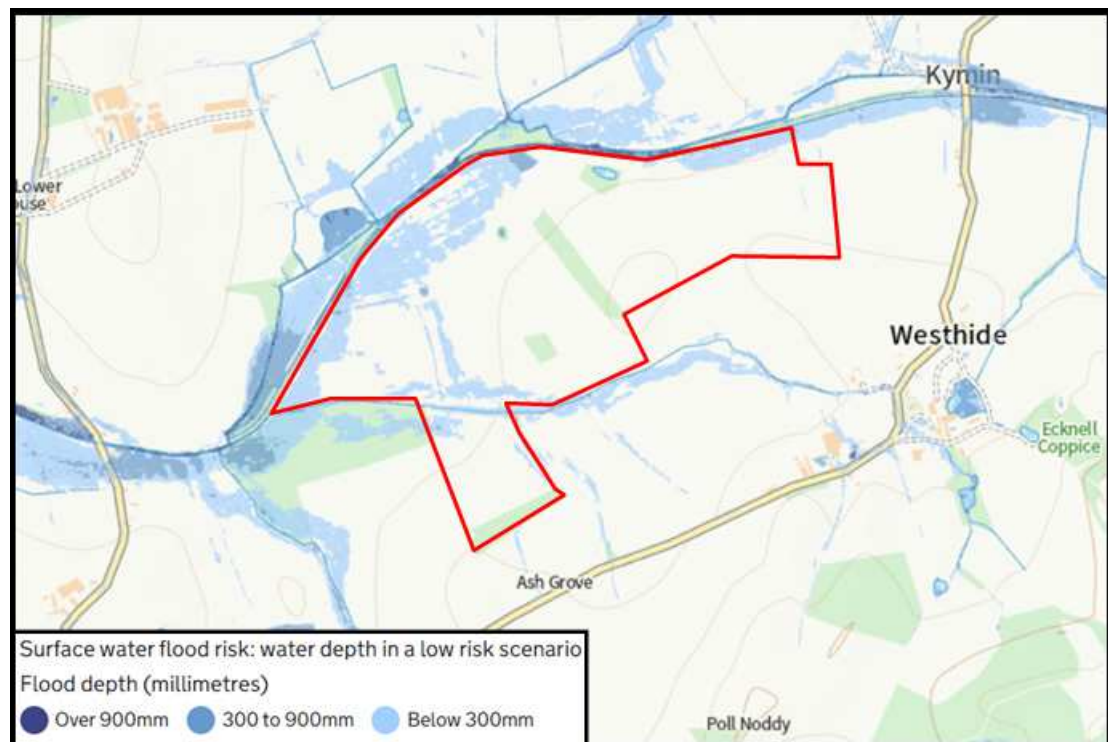 Kymin
Lower
ouse
Westhide
Ecknell
Coppice
Ash Grove
Poll Noddy
Surface water flood risk: water depth in a low risk scenario
Flood depth (millimetres)
Over 900mm 300 to 900mm Below 300mm